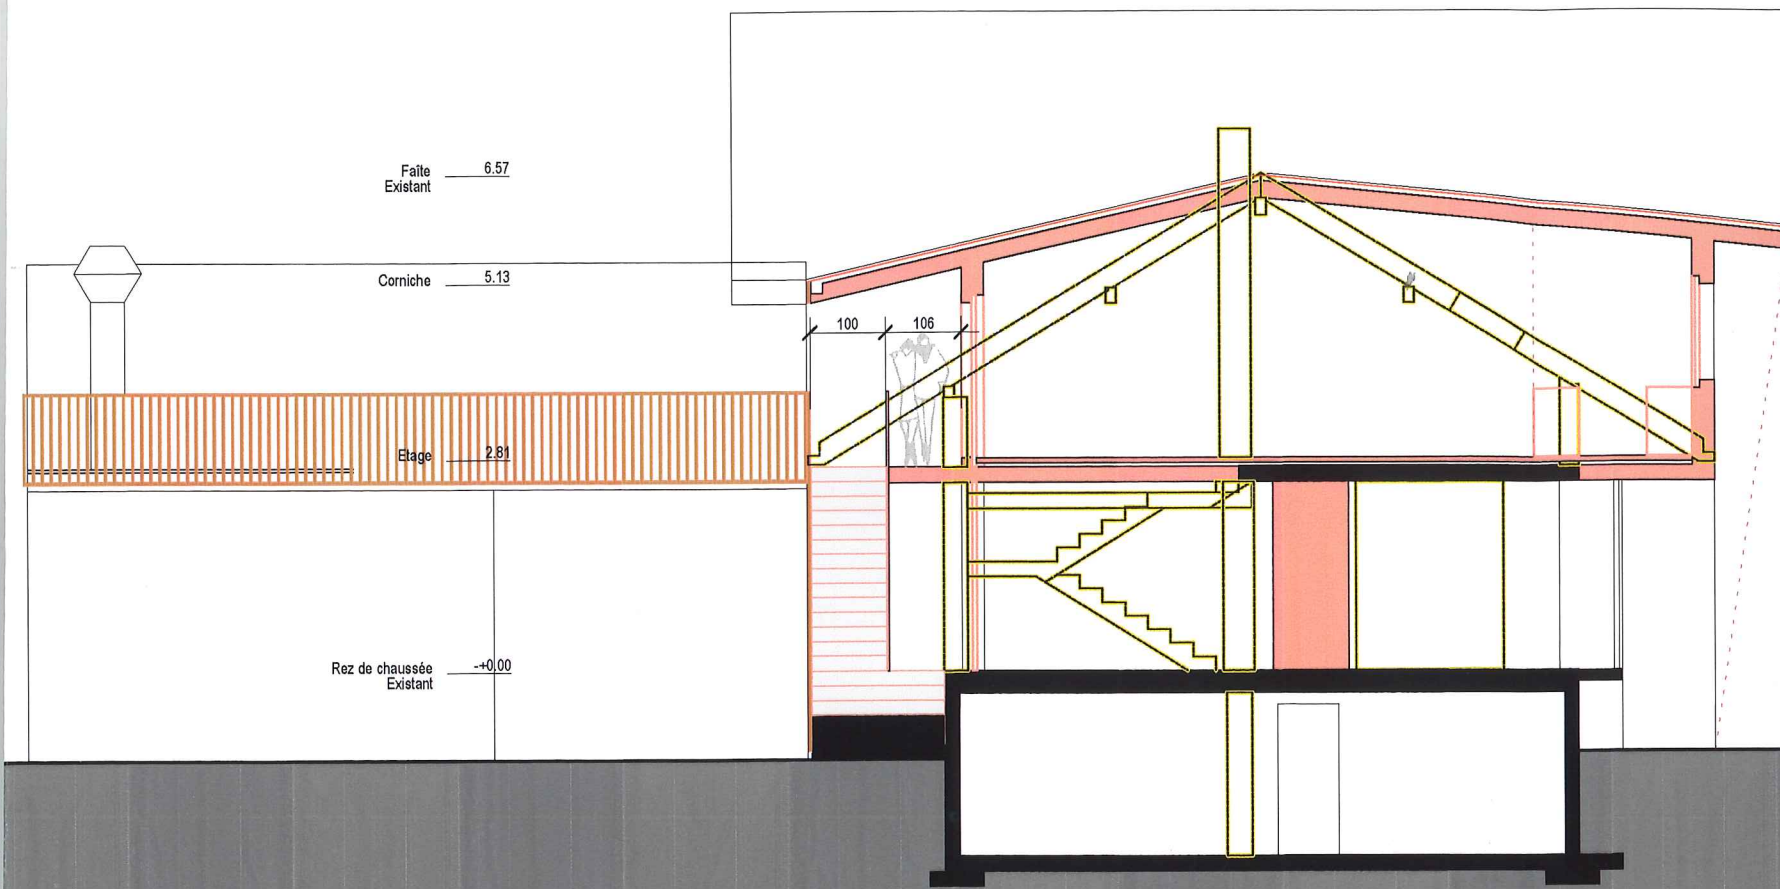 Faîte 6.57
Existant
Corniche 5.13
100 106
Etage 2.81
Rez de chaussée -+0.00
Existant